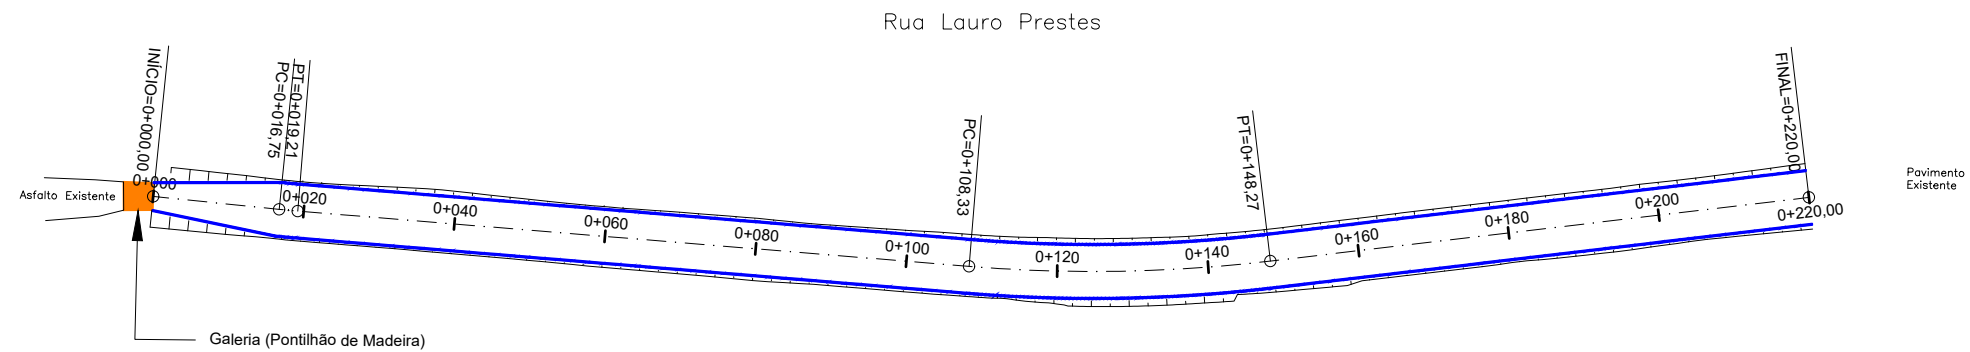 Rua Lauro Prestes
INÍCIO=0+000,00
PC=0+016,75
PT=0+019,21
PC=0+108,33
PT=0+148,27
FINAL=0+220,00
Asfalto Existente
0+000
0+020
0+040
0+060
0+080
0+100
0+120
0+140
0+160
0+180
0+200
0+220,00
Pavimento
Existente
Galeria (Pontilhão de Madeira)